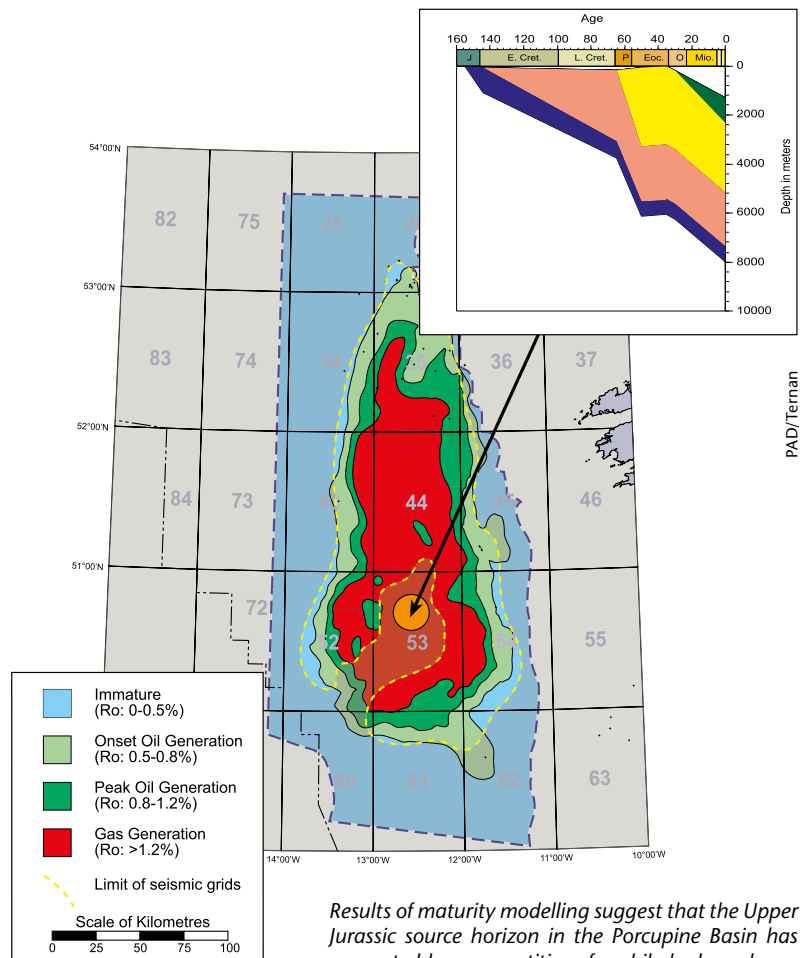 Age
160 140 120 100 80 60 40 20 0
J E. Cret. L. Cret. P Eoc. O Mio.
0
2000
4000
6000
8000
10000
Depth in meters
PAD/Ternan
54°00'N
53°00'N
52°00'N
51°00'N
82 75 25
83 74 34 35 36 37
84 73 44 45 46
72 52 53 54 55
60 61 62 63
14°00'W 13°00'W 12°00'W 11°00'W 10°00'W
Immature
(Ro: 0-0.5%)
Onset Oil Generation
(Ro: 0.5-0.8%)
Peak Oil Generation
(Ro: 0.8-1.2%)
Gas Generation
(Ro: >1.2%)
Limit of seismic grids
Scale of Kilometres
0 25 50 75 100
Results of maturity modelling suggest that the Upper
Jurassic source horizon in the Porcupine Basin has